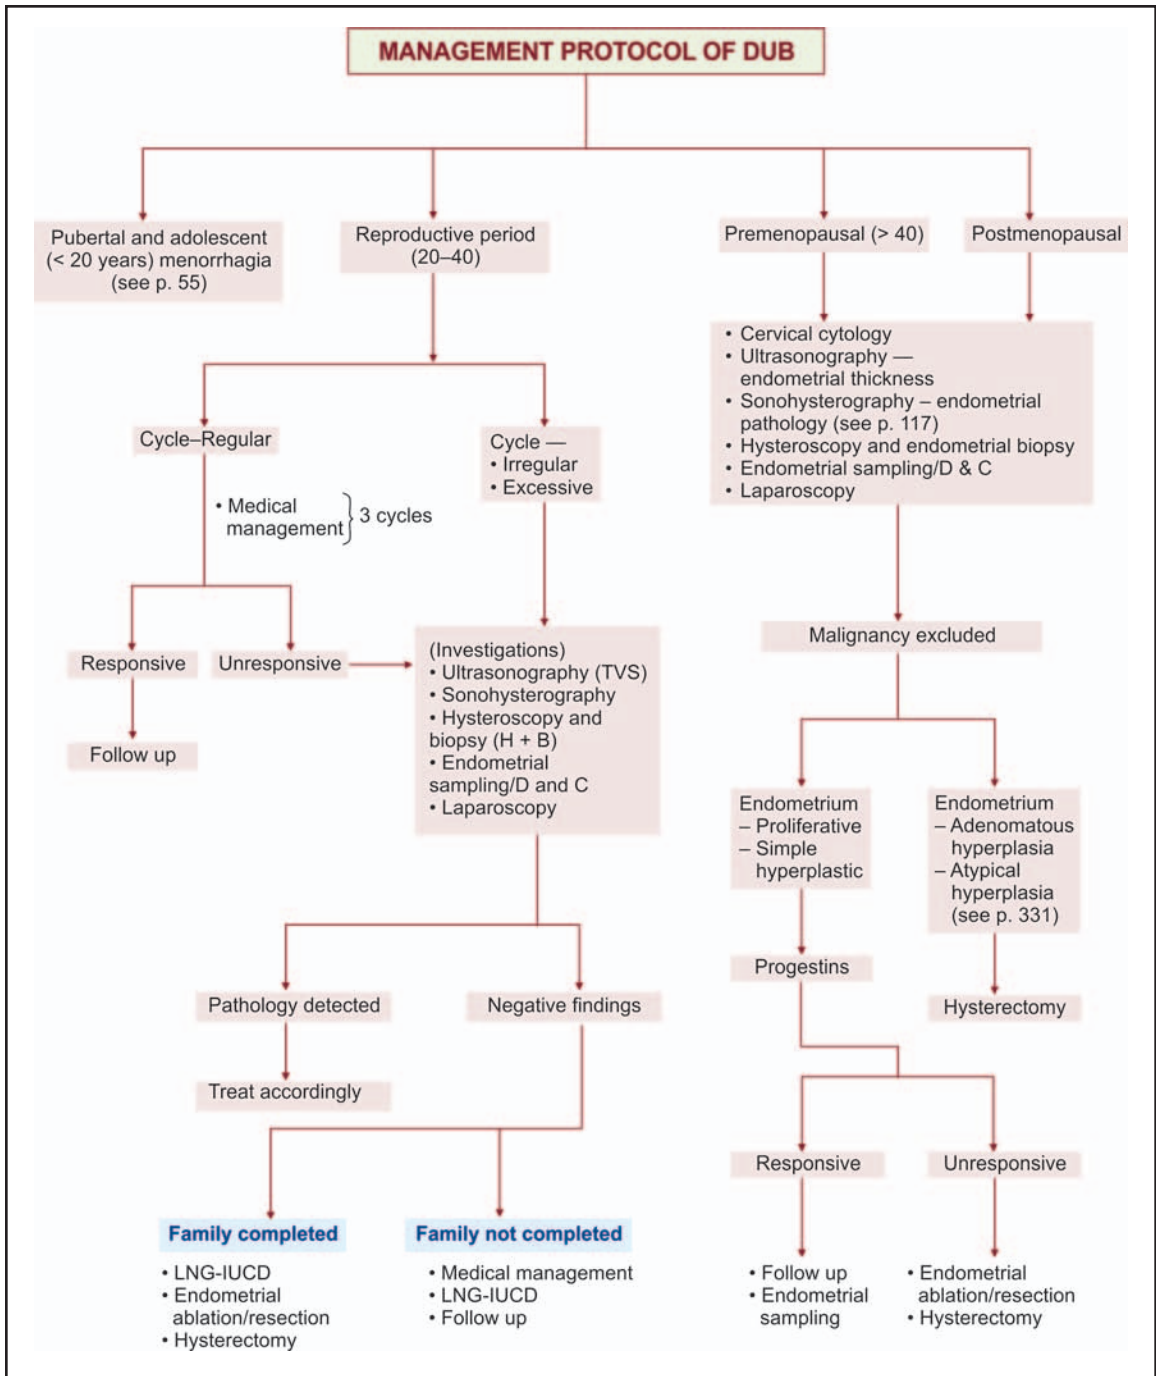 MANAGEMENT PROTOCOL OF DUB
Pubertal and adolescent
(< 20 years) menorrhagia
(see p. 55)
Reproductive period
(20–40)
Premenopausal (> 40)
Postmenopausal
• Cervical cytology
• Ultrasonography —
endometrial thickness
• Sonohysterography – endometrial
pathology (see p. 117)
• Hysteroscopy and endometrial biopsy
• Endometrial sampling/D & C
• Laparoscopy
Cycle–Regular
Cycle —
• Irregular
• Excessive
• Medical
management
3 cycles
Responsive
Unresponsive
Follow up
(Investigations)
• Ultrasonography (TVS)
• Sonohysterography
• Hysteroscopy and
biopsy (H + B)
• Endometrial
sampling/D and C
• Laparoscopy
Malignancy excluded
Endometrium
– Proliferative
– Simple
hyperplastic
Endometrium
– Adenomatous
hyperplasia
– Atypical
hyperplasia
(see p. 331)
Progestins
Hysterectomy
Pathology detected
Negative findings
Treat accordingly
Responsive
Unresponsive
Family completed
• LNG-IUCD
• Endometrial
ablation/resection
• Hysterectomy
Family not completed
• Medical management
• LNG-IUCD
• Follow up
• Follow up
• Endometrial
sampling
• Endometrial
ablation/resection
• Hysterectomy